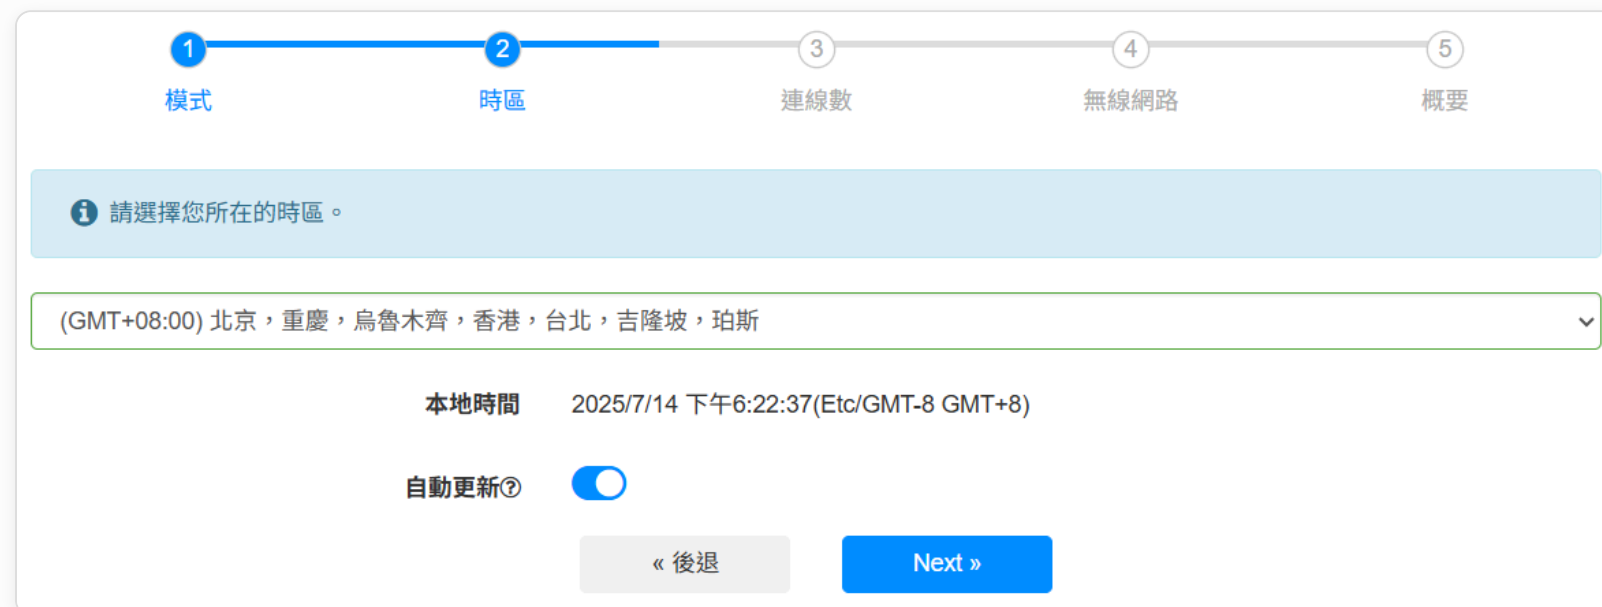 1 2 3 4 5
模式 時區 連線數 無線網路 概要
請選擇您所在的時區。
(GMT+08:00) 北京，重慶，烏魯木齊，香港，台北，吉隆坡，珀斯
本地時間 2025/7/14 下午6:22:37(Etc/GMT-8 GMT+8)
自動更新
« 後退 Next »